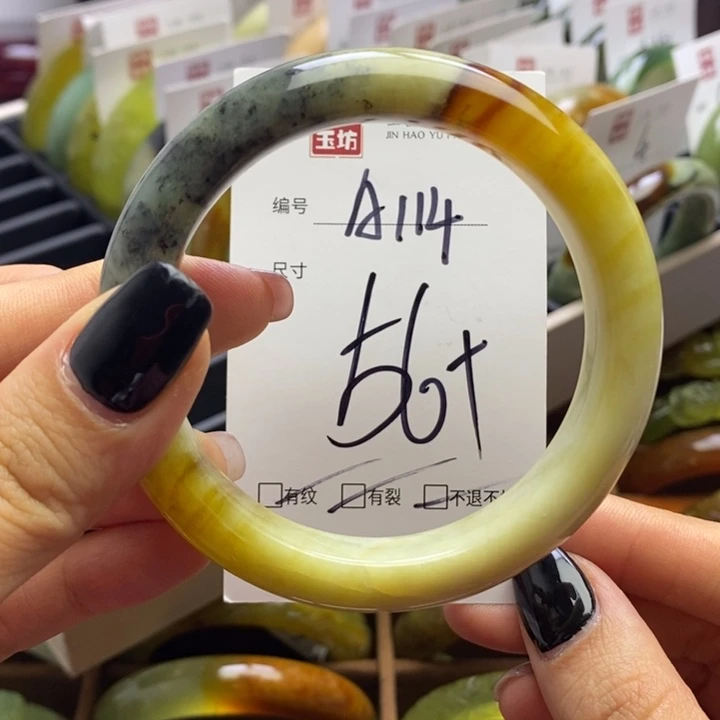 玉坊
JIN HAO YU
编号 A114
尺寸
56+
有纹 有裂 不退不